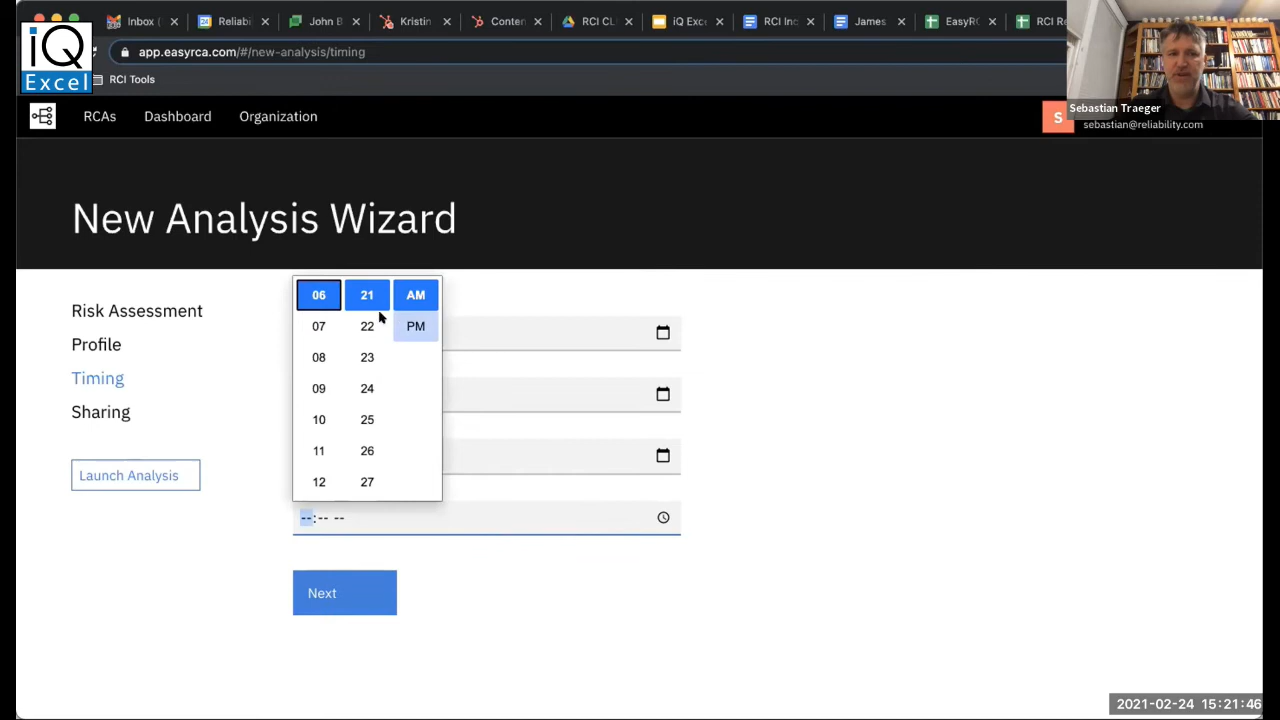 iQ
Excel
Inbox (
Reliabi
John B
Kristin
Conter
RCI CL
iQ Exce
RCI Inc
James
EasyRC
RCI Re
app.easyrca.com/#/new-analysis/timing
RCI Tools
Sebastian Traeger
RCAs
Dashboard
Organization
S
sebastian@reliability.com
New Analysis Wizard
Risk Assessment
Profile
Timing
Sharing
Launch Analysis
06 21 AM
07 22 PM
08 23
09 24
10 25
11 26
12 27
--:-- --
Next
2021-02-24 15:21:46